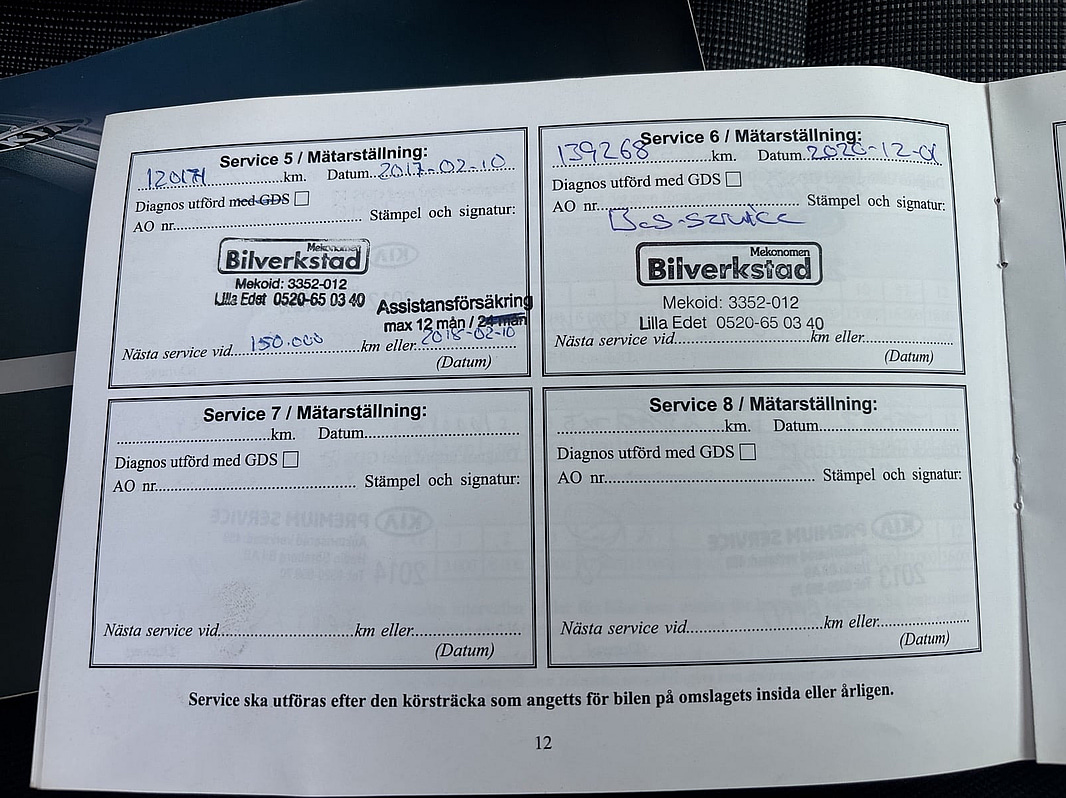 Service 5 / Mätarställning:
120171 km. Datum 2017-02-10
Diagnos utförd med GDS
AO nr. Stämpel och signatur:
Mekonomen
Bilverkstad
Mekoid: 3352-012
Lilla Edet 0520-65 03 40
Assistansförsäkring
max 12 mån / 24 mån
Nästa service vid 150.000 km eller 2018-02-10
(Datum)
Service 6 / Mätarställning:
139268 km. Datum 2020-12-01
Diagnos utförd med GDS
AO nr. Stämpel och signatur:
Bas-service
Mekonomen
Bilverkstad
Mekoid: 3352-012
Lilla Edet 0520-65 03 40
Nästa service vid km eller
(Datum)
Service 7 / Mätarställning:
km. Datum
Diagnos utförd med GDS
AO nr. Stämpel och signatur:
Nästa service vid km eller
(Datum)
Service 8 / Mätarställning:
km. Datum
Diagnos utförd med GDS
AO nr. Stämpel och signatur:
Nästa service vid km eller
(Datum)
Service ska utföras efter den körsträcka som angetts för bilen på omslagets insida eller årligen.
12